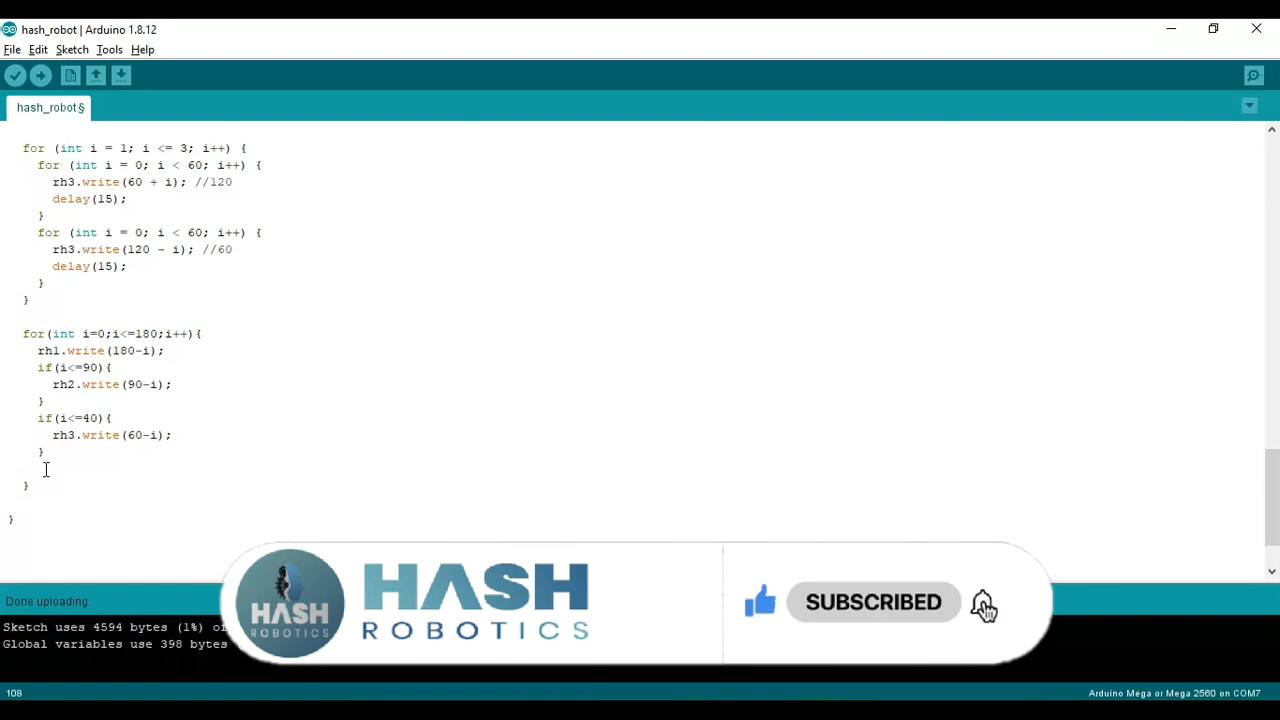 hash_robot | Arduino 1.8.12
File Edit Sketch Tools Help
hash_robot§
for (int i = 1; i <= 3; i++) {
for (int i = 0; i < 60; i++) {
rh3.write(60 + i); //120
delay(15);
}
for (int i = 0; i < 60; i++) {
rh3.write(120 - i); //60
delay(15);
}
}
for(int i=0;i<=180;i++){
rh1.write(180-i);
if(i<=90){
rh2.write(90-i);
}
if(i<=40){
rh3.write(60-i);
}
}
}
HASH
ROBOTICS
HASH
ROBOTICS
SUBSCRIBED
Done uploading.
Sketch uses 4594 bytes (1%)
Global variables use 398 bytes
108
Arduino Mega or Mega 2560 on COM7